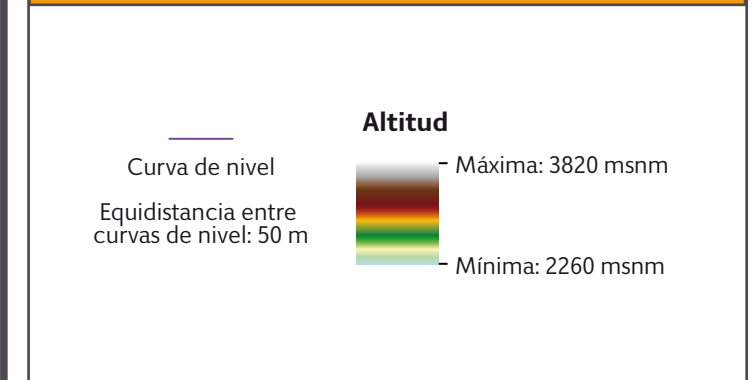 Altitud
Curva de nivel
Equidistancia entre
curvas de nivel: 50 m
Máxima: 3820 msnm
Mínima: 2260 msnm